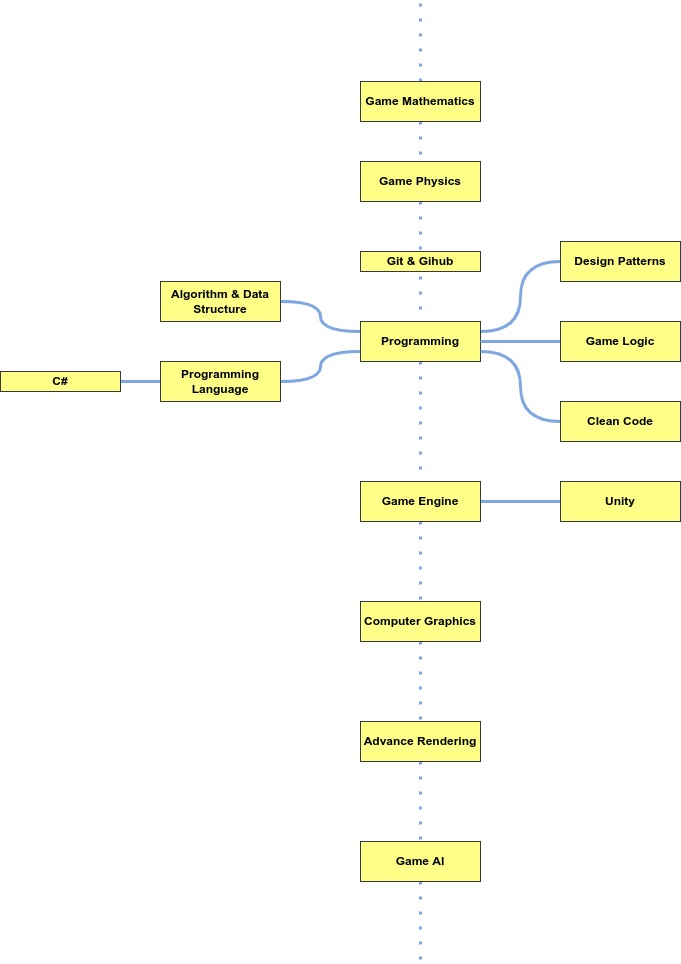 Game Mathematics
Game Physics
Git & Gihub
Design Patterns
Algorithm & Data
Structure
Programming
Game Logic
C#
Programming
Language
Clean Code
Game Engine
Unity
Computer Graphics
Advance Rendering
Game AI